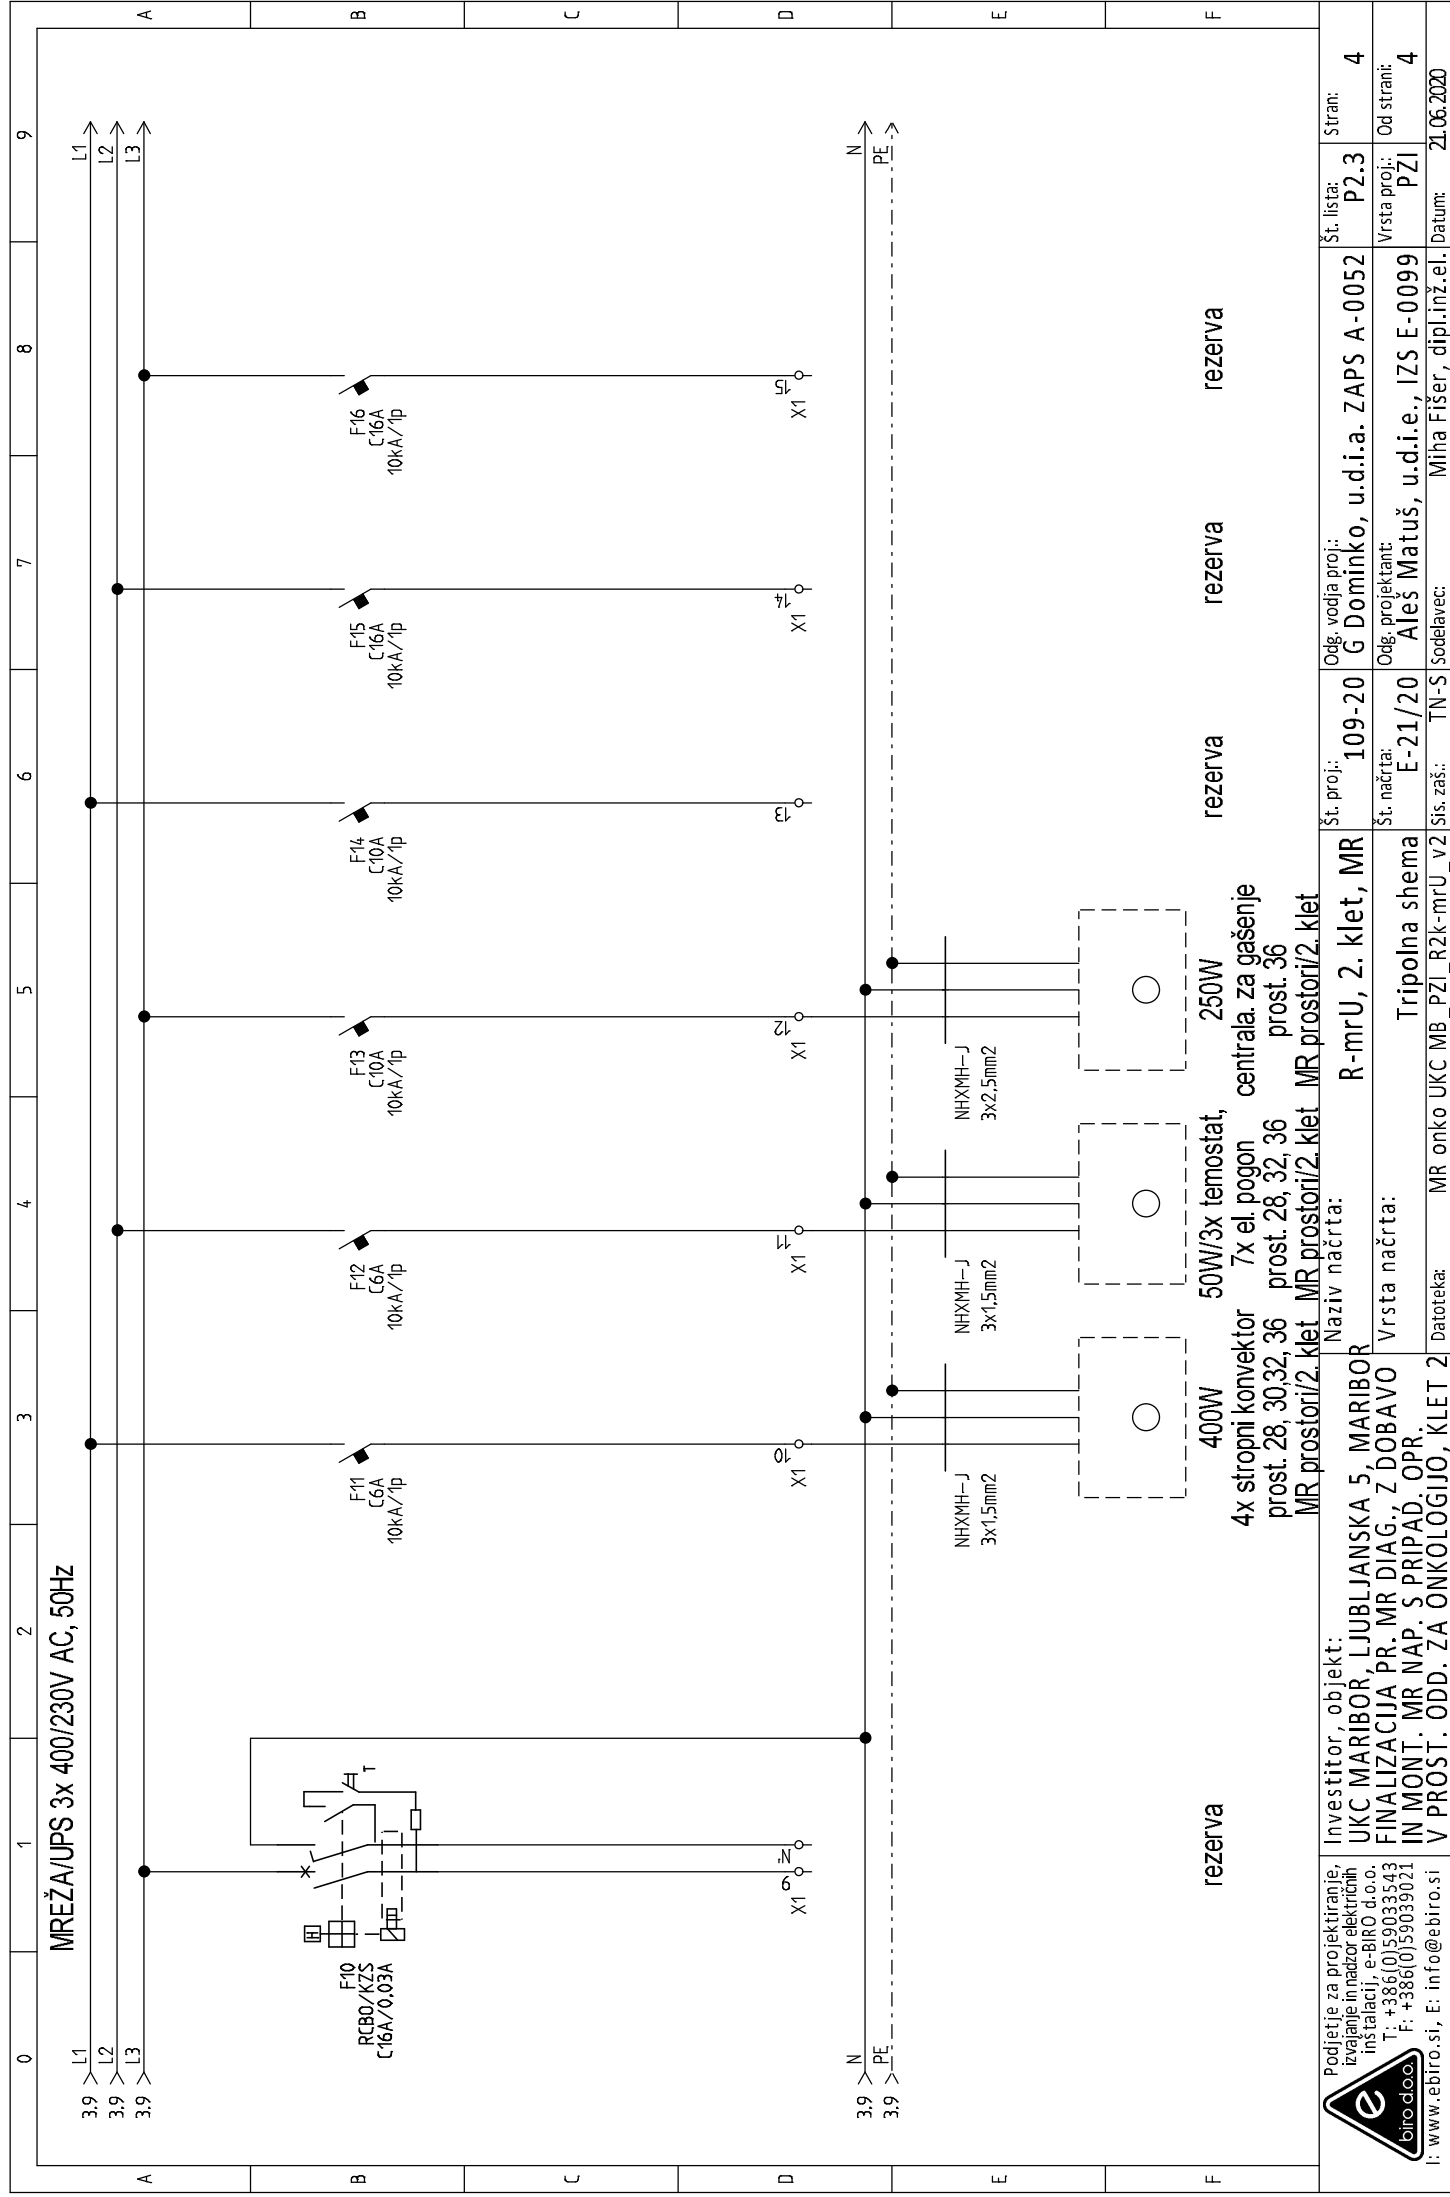 0 1 2 3 4 5 6 7 8 9
A
B
C
D
E
F
A
B
C
D
E
F
MREŽA/UPS 3x 400/230V AC, 50Hz
3.9 L1
3.9 L2
3.9 L3
L1
L2
L3
F10
RCBO/KZS
C16A/0,03A
H
T
F11
C6A
10kA/1p
F12
C6A
10kA/1p
F13
C10A
10kA/1p
F14
C10A
10kA/1p
F15
C16A
10kA/1p
F16
C16A
10kA/1p
X1 9 N'
X1 10
X1 11
X1 12
13
X1 14
X1 15
3.9 N
3.9 PE
N
PE
NHXMH-J
3x1,5mm2
NHXMH-J
3x1,5mm2
NHXMH-J
3x2,5mm2
rezerva
400W
4x stropni konvektor
prost. 28, 30,32, 36
MR prostori/2. klet
50W/3x temostat,
7x el. pogon
prost. 28, 32, 36
MR prostori/2. klet
250W
centrala. za gašenje
prost. 36
MR prostori/2. klet
rezerva
rezerva
rezerva
e
biro d.o.o.
Podjetje za projektiranje,
izvajanje in nadzor električnih
inštalacij, e-BIRO d.o.o.
T: +386(0)59033543
F: +386(0)59039021
I: www.ebiro.si, E: info@ebiro.si
Investitor, objekt:
UKC MARIBOR, LJUBLJANSKA 5, MARIBOR
FINALIZACIJA PR. MR DIAG., Z DOBAVO
IN MONT. MR NAP. S PRIPAD. OPR.
V PROST. ODD. ZA ONKOLOGIJO, KLET 2
Naziv načrta:
R-mrU, 2. klet, MR
Vrsta načrta:
Tripolna shema
Datoteka: MR onko UKC MB_PZI_R2k-mrU_v2
Št. proj.:
109-20
Št. načrta:
E-21/20
Sis. zaš.: TN-S
Odg. vodja proj.:
G Dominko, u.d.i.a. ZAPS A-0052
Odg. projektant:
Aleš Matuš, u.d.i.e., IZS E-0099
Sodelavec: Miha Fišer, dipl.inž.el.
Št. lista:
P2.3
Vrsta proj.:
PZI
Datum: 21.06.2020
Stran:
4
Od strani:
4